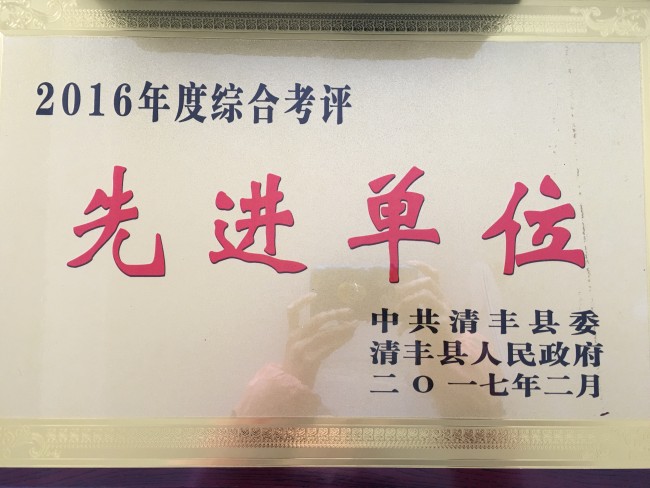 2016年度综合考评
先进单位
中共清丰县委
清丰县人民政府
二〇一七年二月